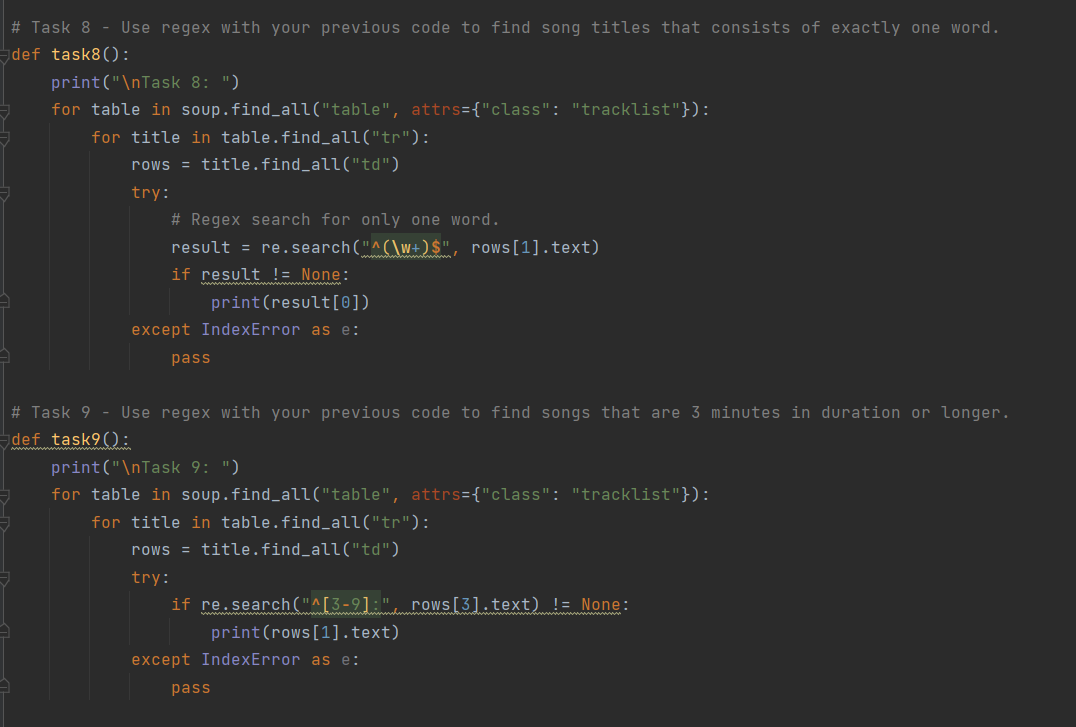 # Task 8 - Use regex with your previous code to find song titles that consists of exactly one word.
def task8():
    print("\nTask 8: ")
    for table in soup.find_all("table", attrs={"class": "tracklist"}):
        for title in table.find_all("tr"):
            rows = title.find_all("td")
            try:
                # Regex search for only one word.
                result = re.search("^(\w+)$", rows[1].text)
                if result != None:
                    print(result[0])
            except IndexError as e:
                pass

# Task 9 - Use regex with your previous code to find songs that are 3 minutes in duration or longer.
def task9():
    print("\nTask 9: ")
    for table in soup.find_all("table", attrs={"class": "tracklist"}):
        for title in table.find_all("tr"):
            rows = title.find_all("td")
            try:
                if re.search("^[3-9]:", rows[3].text) != None:
                    print(rows[1].text)
            except IndexError as e:
                pass